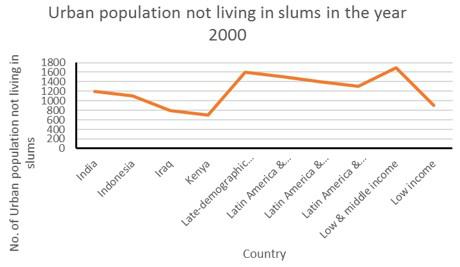 Urban population not living in slums in the year
2000
No. of Urban population not living in
slums
1800
1600
1400
1200
1000
800
600
400
200
0
India
Indonesia
Iraq
Kenya
Late-demographic…
Latin America &…
Latin America &…
Latin America &…
Low & middle income
Low income
Country